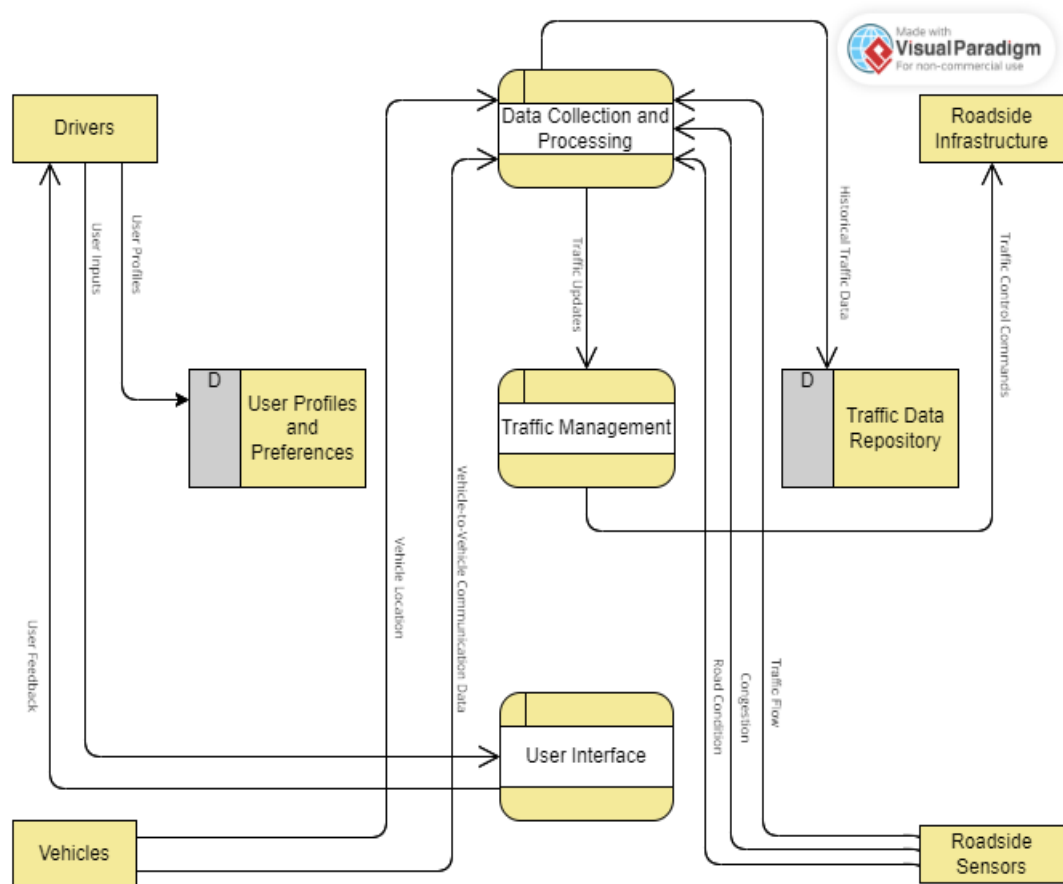 Made with
VisualParadigm
For non-commercial use
Drivers
Data Collection and
Processing
Roadside
Infrastructure
User Inputs
User Profiles
Traffic Updates
Historical Traffic Data
Traffic Control Commands
D
User Profiles
and
Preferences
Traffic Management
D
Traffic Data
Repository
User Feedback
Vehicle Location
Vehicle-to-Vehicle Communication Data
Road Condition
Congestion
Traffic Flow
User Interface
Vehicles
Roadside
Sensors